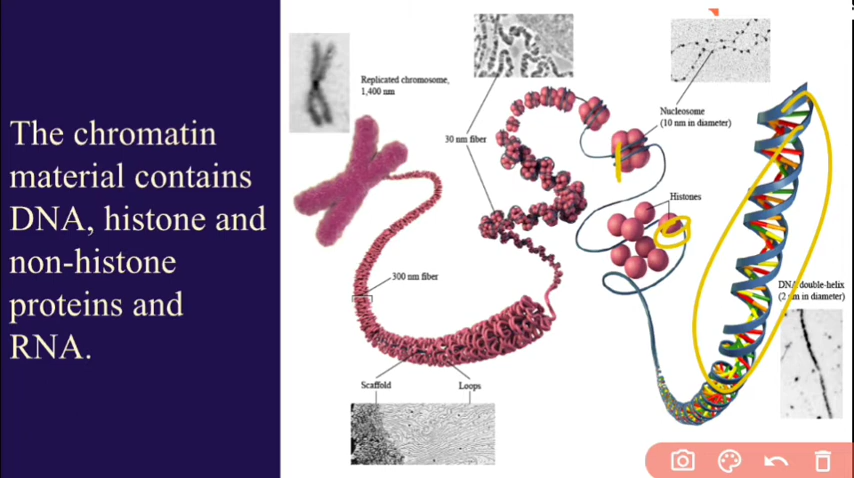 The chromatin
material contains
DNA, histone and
non-histone
proteins and
RNA.
Replicated chromosome,
1,400 nm
30 nm fiber
Nucleosome
(10 nm in diameter)
Histones
300 nm fiber
DNA double-helix
(2 nm in diameter)
Scaffold
Loops